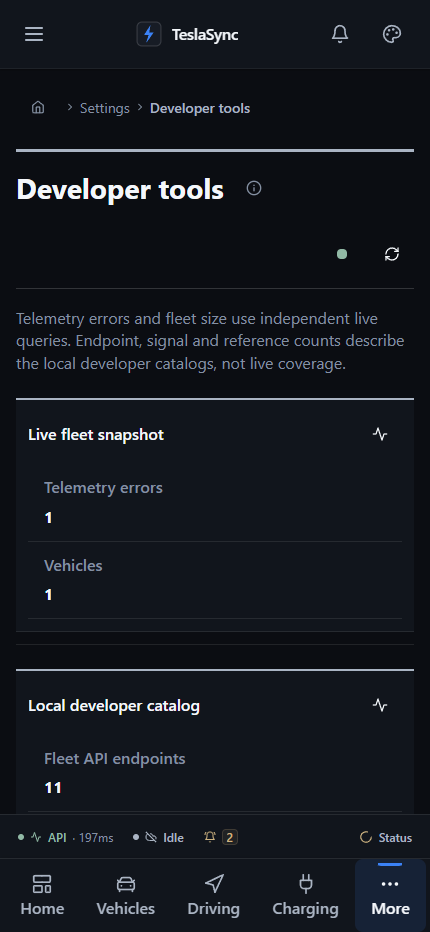 TeslaSync
Settings
Developer tools
Developer tools
Telemetry errors and fleet size use independent live
queries. Endpoint, signal and reference counts describe
the local developer catalogs, not live coverage.
Live fleet snapshot
Telemetry errors
1
Vehicles
1
Local developer catalog
Fleet API endpoints
11
API · 197ms
Idle
2
Status
Home
Vehicles
Driving
Charging
More